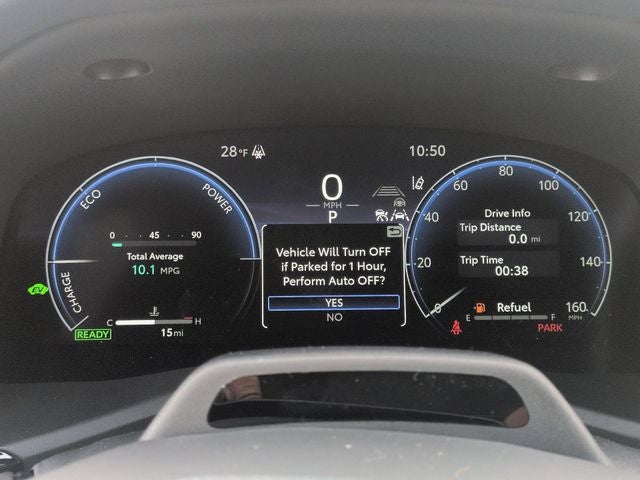 28°F
10:50
ECO
POWER
CHARGE
0 45 90
Total Average
10.1 MPG
EV
C H
READY
15 mi
0
MPH
P
Vehicle Will Turn OFF
if Parked for 1 Hour,
Perform Auto OFF?
YES
NO
0
20
40
60
80
100
120
140
160
MPH
Drive Info
Trip Distance
0.0 mi
Trip Time
00:38
Refuel
E F
PARK